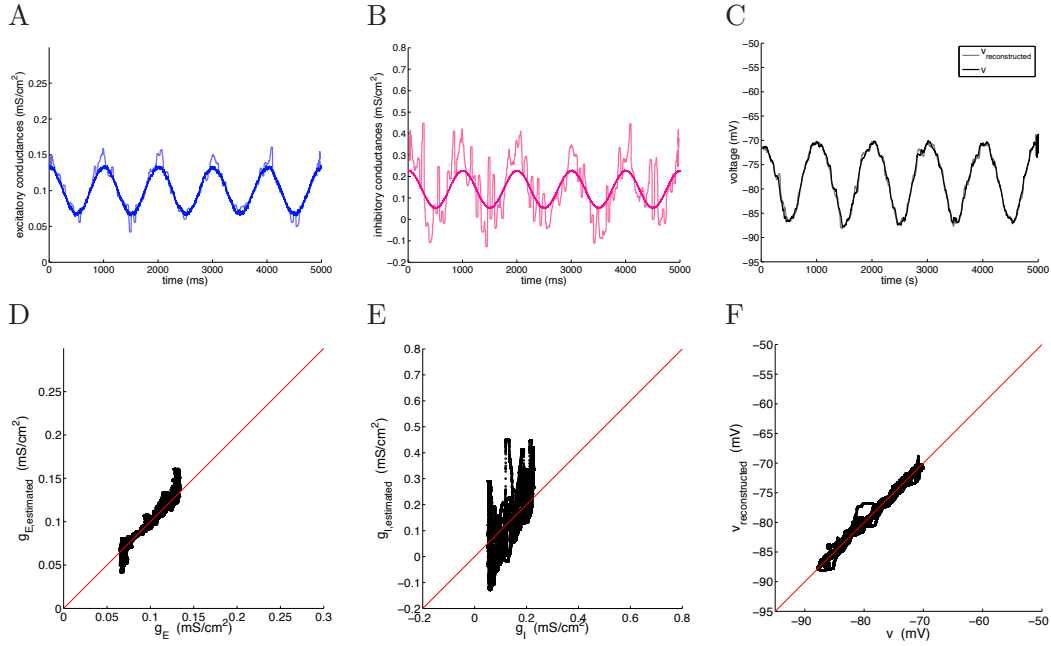 A
B
C
excitatory conductances (mS/cm²)
0.25
0.2
0.15
0.1
0.05
0
0 1000 2000 3000 4000 5000
time (ms)
inhibitory conductances (mS/cm²)
0.8
0.7
0.6
0.5
0.4
0.3
0.2
0.1
0
−0.1
−0.2
0 1000 2000 3000 4000 5000
time (ms)
voltage (mV)
−50
−55
−60
−65
−70
−75
−80
−85
−90
−95
0 1000 2000 3000 4000 5000
time (s)
v reconstructed
v
D
E
F
g E,estimated (mS/cm²)
0.25
0.2
0.15
0.1
0.05
0
0 0.05 0.1 0.15 0.2 0.25 0.3
g E (mS/cm²)
g I,estimated (mS/cm²)
0.8
0.7
0.6
0.5
0.4
0.3
0.2
0.1
0
−0.1
−0.2
−0.2 0 0.2 0.4 0.6 0.8
g I (mS/cm²)
v reconstructed (mV)
−50
−55
−60
−65
−70
−75
−80
−85
−90
−95
−90 −80 −70 −60 −50
v (mV)